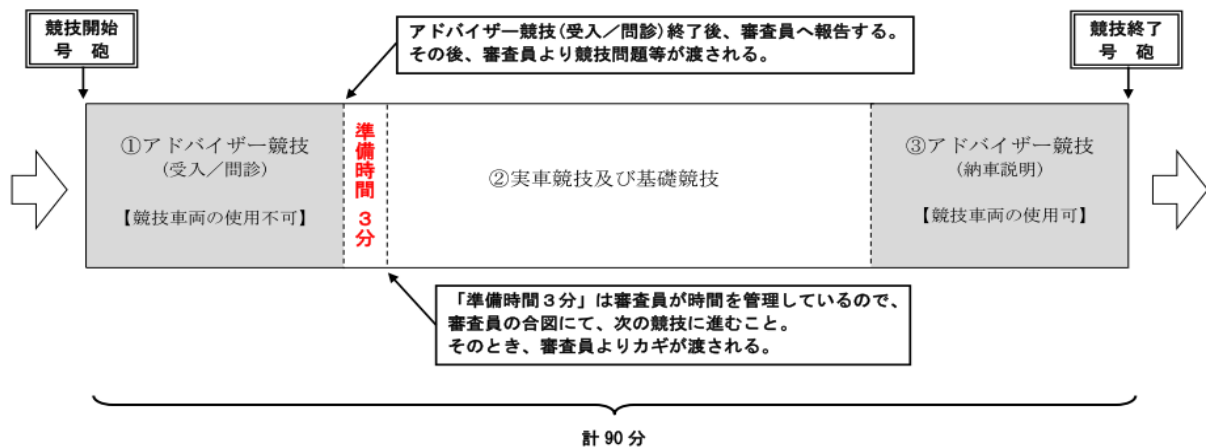 競技開始
号 砲
アドバイザー競技(受入／問診)終了後、審査員へ報告する。
その後、審査員より競技問題等が渡される。
競技終了
号 砲
①アドバイザー競技
(受入／問診)
【競技車両の使用不可】
準備時間 3分
②実車競技及び基礎競技
③アドバイザー競技
(納車説明)
【競技車両の使用可】
「準備時間３分」は審査員が時間を管理しているので、
審査員の合図にて、次の競技に進むこと。
そのとき、審査員よりカギが渡される。
計 90 分